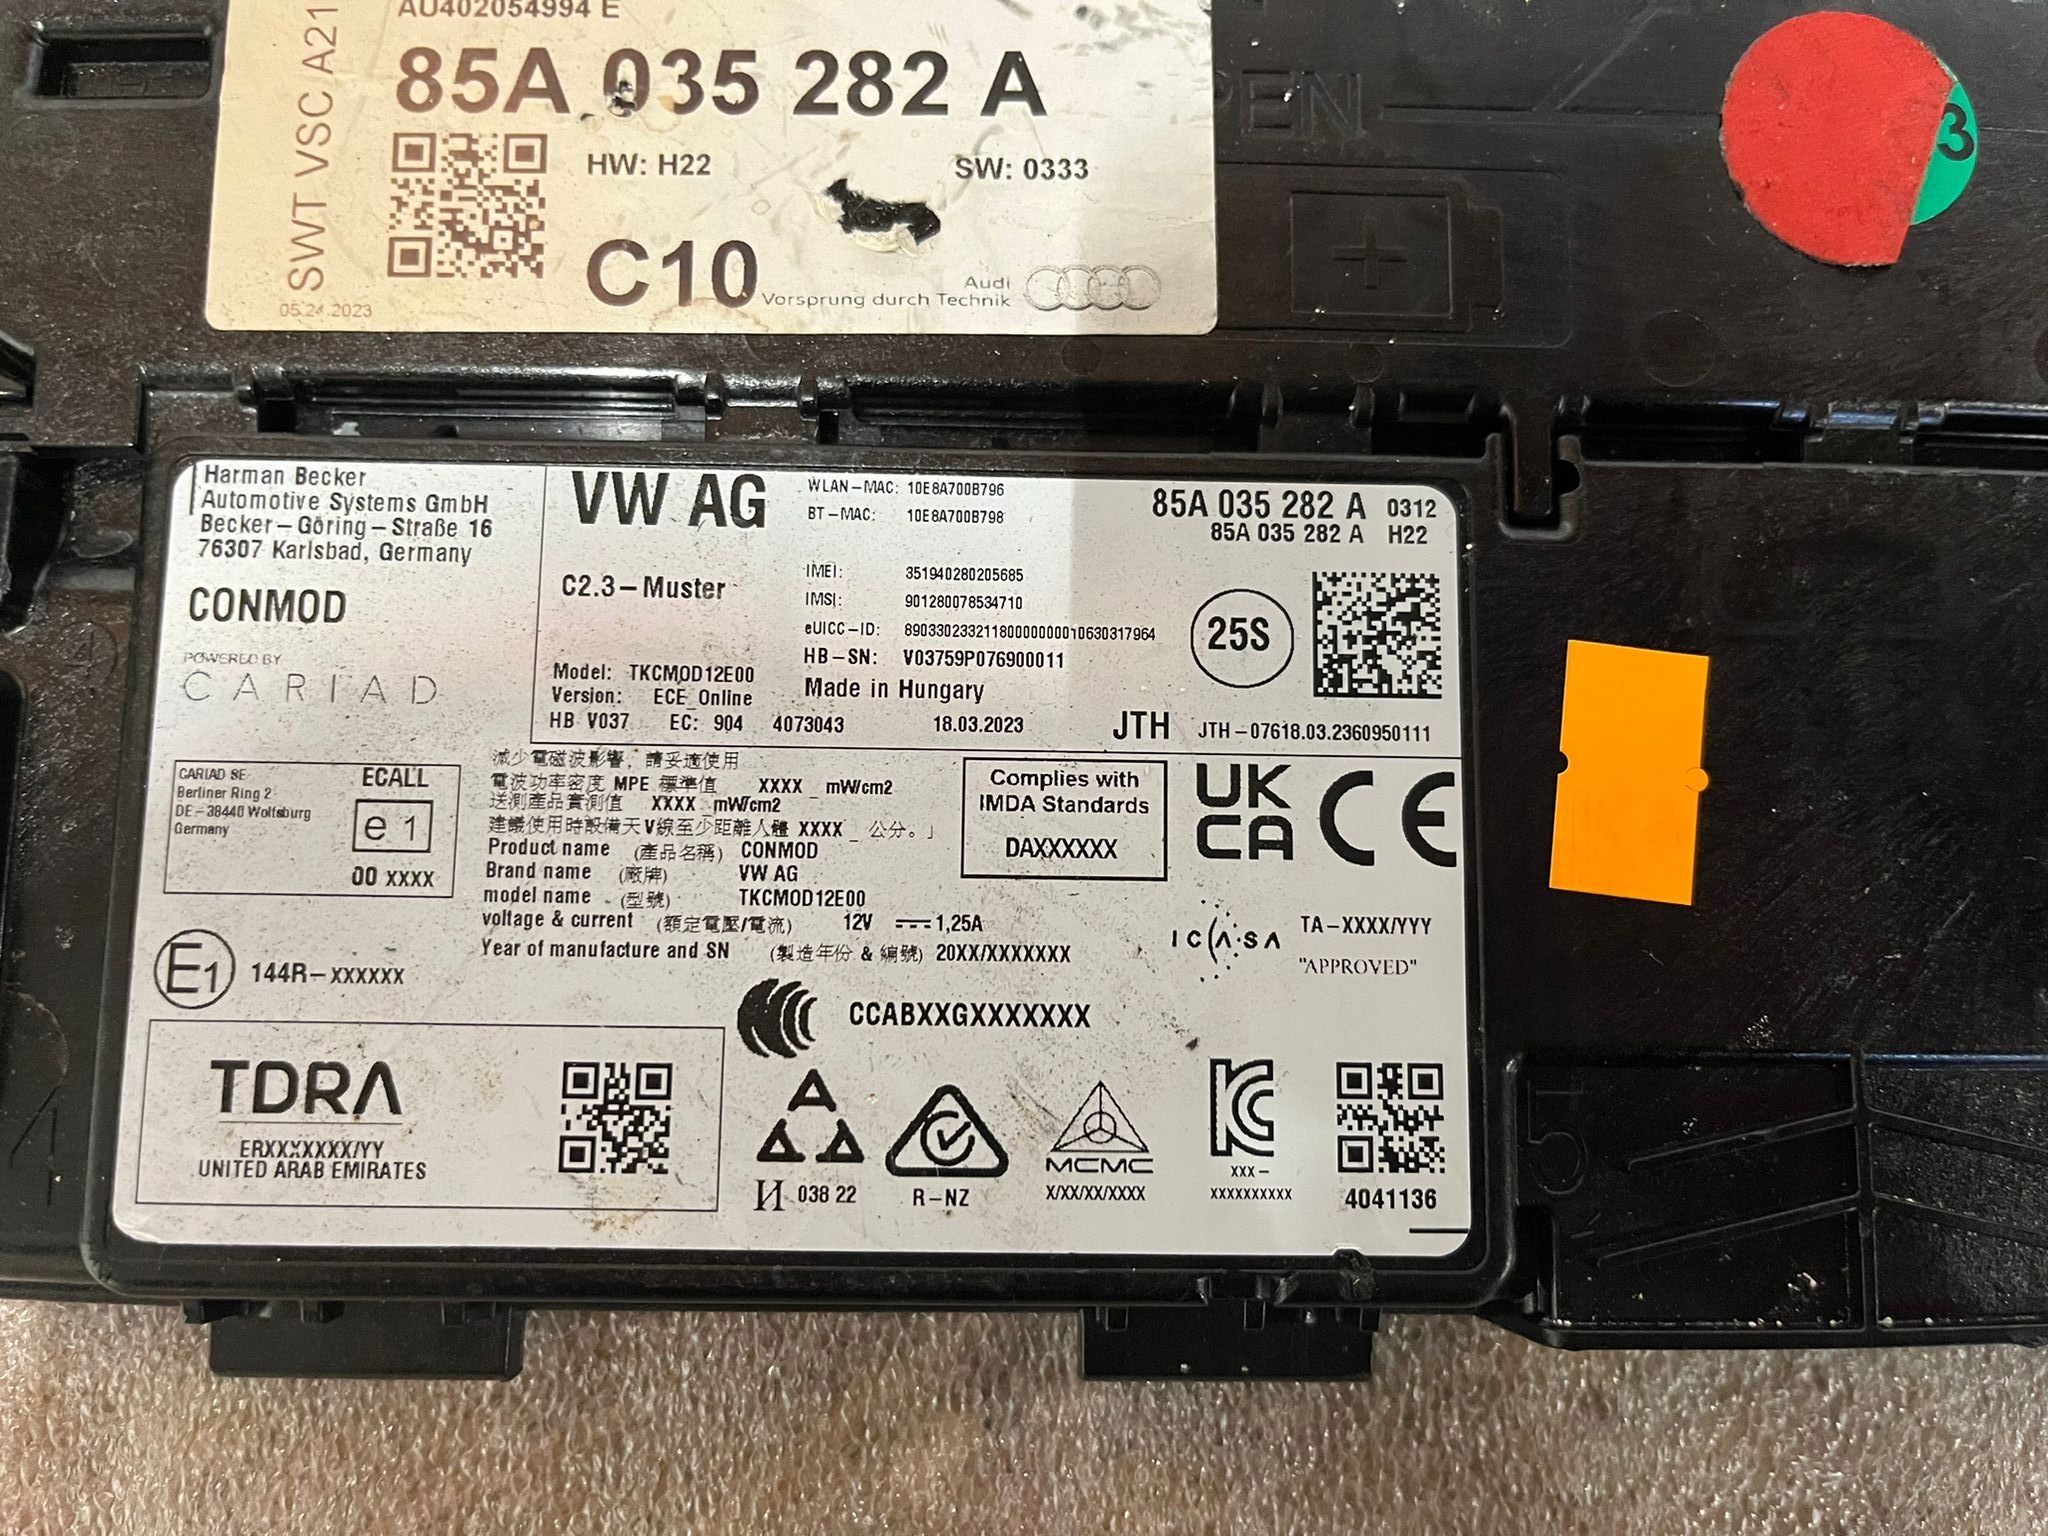 AU402054994 E
SWT VSC A21
85A 035 282 A
HW: H22 SW: 0333
C10
Audi
Vorsprung durch Technik
05.24.2023
PEN
3
Harman Becker
Automotive Systems GmbH
Becker-Göring-Straße 16
76307 Karlsbad, Germany
CONMOD
POWERED BY
CARIAD
VW AG
C2.3-Muster
Model: TKCMOD12E00
Version: ECE_Online
HB V037 EC: 904 4073043 18.03.2023
WLAN-MAC: 10E8A700B796
BT-MAC: 10E8A700B798
IMEI: 351940280205685
IMSI: 901280078534710
eUICC-ID: 89033023321180000000010630317964
HB-SN: V03759P076900011
Made in Hungary
85A 035 282 A 0312
85A 035 282 A H22
25S
JTH JTH-07618.03.2360950111
CARIAD SE
Berliner Ring 2
DE-38440 Wolfsburg
Germany
ECALL
e1
00 XXXX
減少電磁波影響，請妥適使用
電波功率密度 MPE 標準值 XXXX_mW/cm2
送測產品實測值 XXXX_mW/cm2
建議使用時設備天V線至少距離人體 XXXX_公分。」
Product name (產品名稱) CONMOD
Brand name (廠牌) VW AG
model name (型號) TKCMOD12E00
voltage & current (額定電壓/電流) 12V 1,25A
Year of manufacture and SN (製造年份 & 編號) 20XX/XXXXXXX
Complies with
IMDA Standards
DAXXXXXX
UK
CA
CE
ICASA
TA-XXXX/YYY
"APPROVED"
E1 144R-XXXXXX
CCABXXGXXXXXXX
TDRA
ERXXXXXXX/YY
UNITED ARAB EMIRATES
И 038 22
R-NZ
MCMC
X/XX/XX/XXXX
KC
XXX-
XXXXXXXXXX
4041136
51